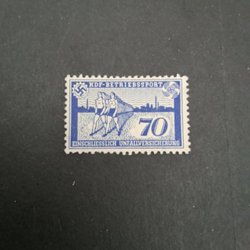 KDF-BETRIEBSSPORT
70
EINSCHLIESSLICH UNFALLVERSICHERUNG